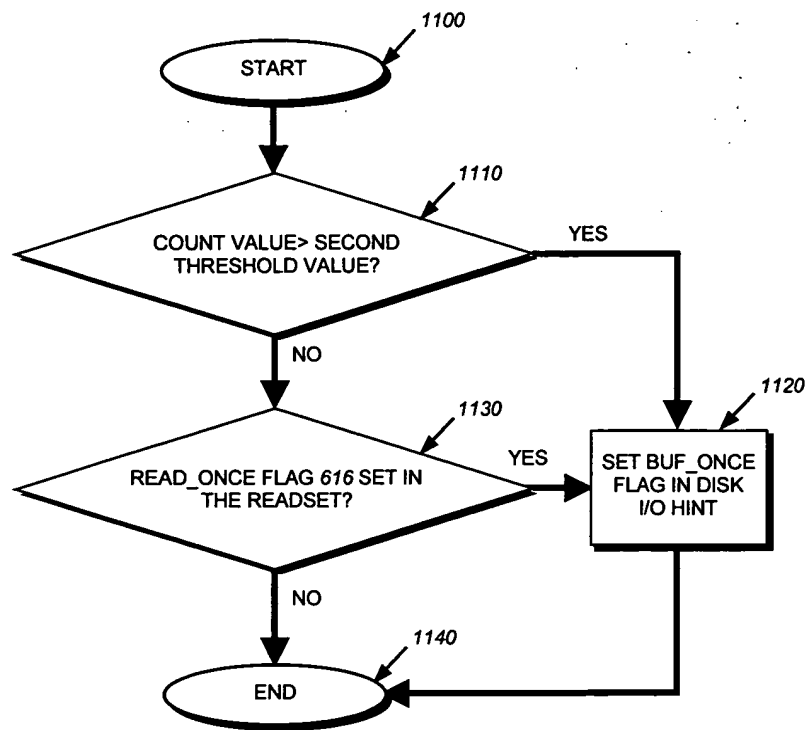 1100
START
1110
COUNT VALUE> SECOND
THRESHOLD VALUE?
YES
NO
1120
1130
READ_ONCE FLAG 616 SET IN
THE READSET?
YES
SET BUF_ONCE
FLAG IN DISK
I/O HINT
NO
1140
END